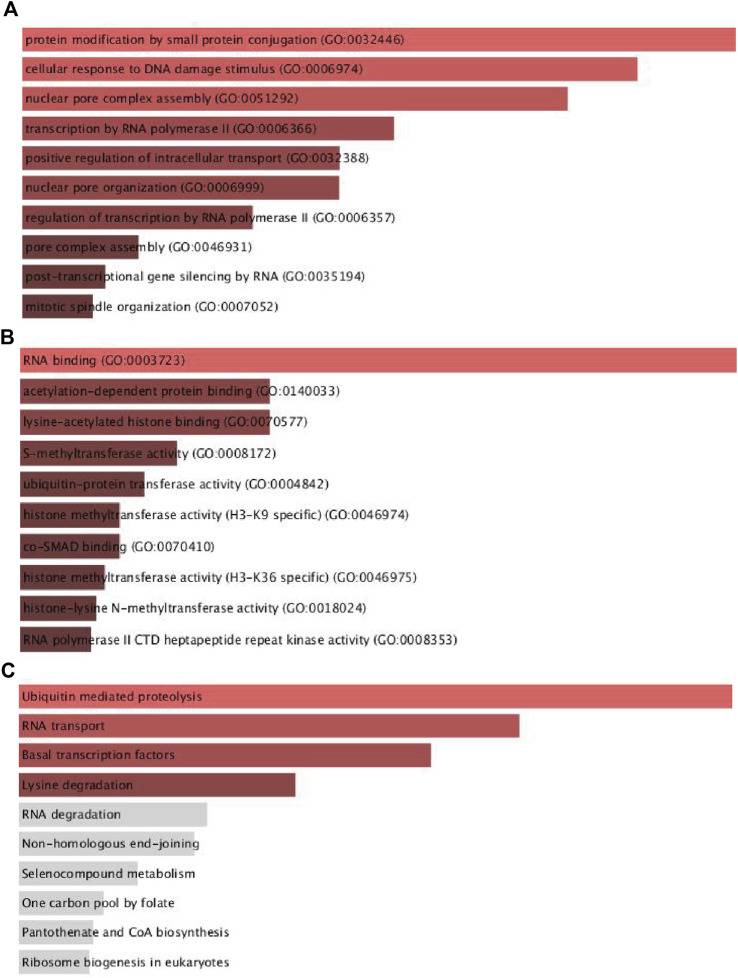 A
protein modification by small protein conjugation (GO:0032446)
cellular response to DNA damage stimulus (GO:0006974)
nuclear pore complex assembly (GO:0051292)
transcription by RNA polymerase II (GO:0006366)
positive regulation of intracellular transport (GO:0032388)
nuclear pore organization (GO:0006999)
regulation of transcription by RNA polymerase II (GO:0006357)
pore complex assembly (GO:0046931)
post-transcriptional gene silencing by RNA (GO:0035194)
mitotic spindle organization (GO:0007052)
B
RNA binding (GO:0003723)
acetylation-dependent protein binding (GO:0140033)
lysine-acetylated histone binding (GO:0070577)
S-methyltransferase activity (GO:0008172)
ubiquitin-protein transferase activity (GO:0004842)
histone methyltransferase activity (H3-K9 specific) (GO:0046974)
co-SMAD binding (GO:0070410)
histone methyltransferase activity (H3-K36 specific) (GO:0046975)
histone-lysine N-methyltransferase activity (GO:0018024)
RNA polymerase II CTD heptapeptide repeat kinase activity (GO:0008353)
C
Ubiquitin mediated proteolysis
RNA transport
Basal transcription factors
Lysine degradation
RNA degradation
Non-homologous end-joining
Selenocompound metabolism
One carbon pool by folate
Pantothenate and CoA biosynthesis
Ribosome biogenesis in eukaryotes